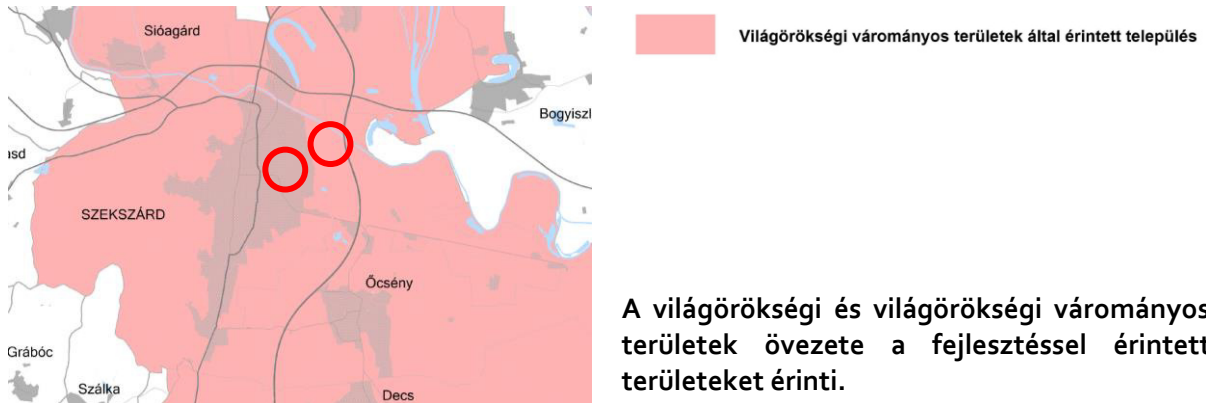 Sióagárd
Bogyiszl
asd
SZEKSZÁRD
Őcsény
Grábóc
Szálka
Decs
Világörökségi várományos területek által érintett település
A világörökségi és világörökségi várományos
területek övezete a fejlesztéssel érintett
területeket érinti.